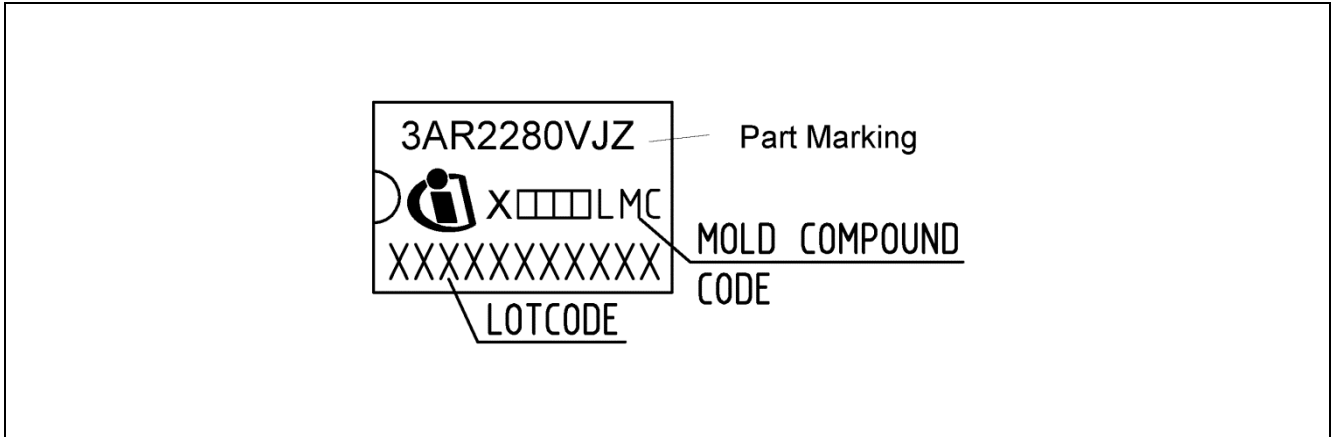 3AR2280VJZ
Part Marking
X□□□□LMC
MOLD COMPOUND
CODE
XXXXXXXXXXX
LOTCODE